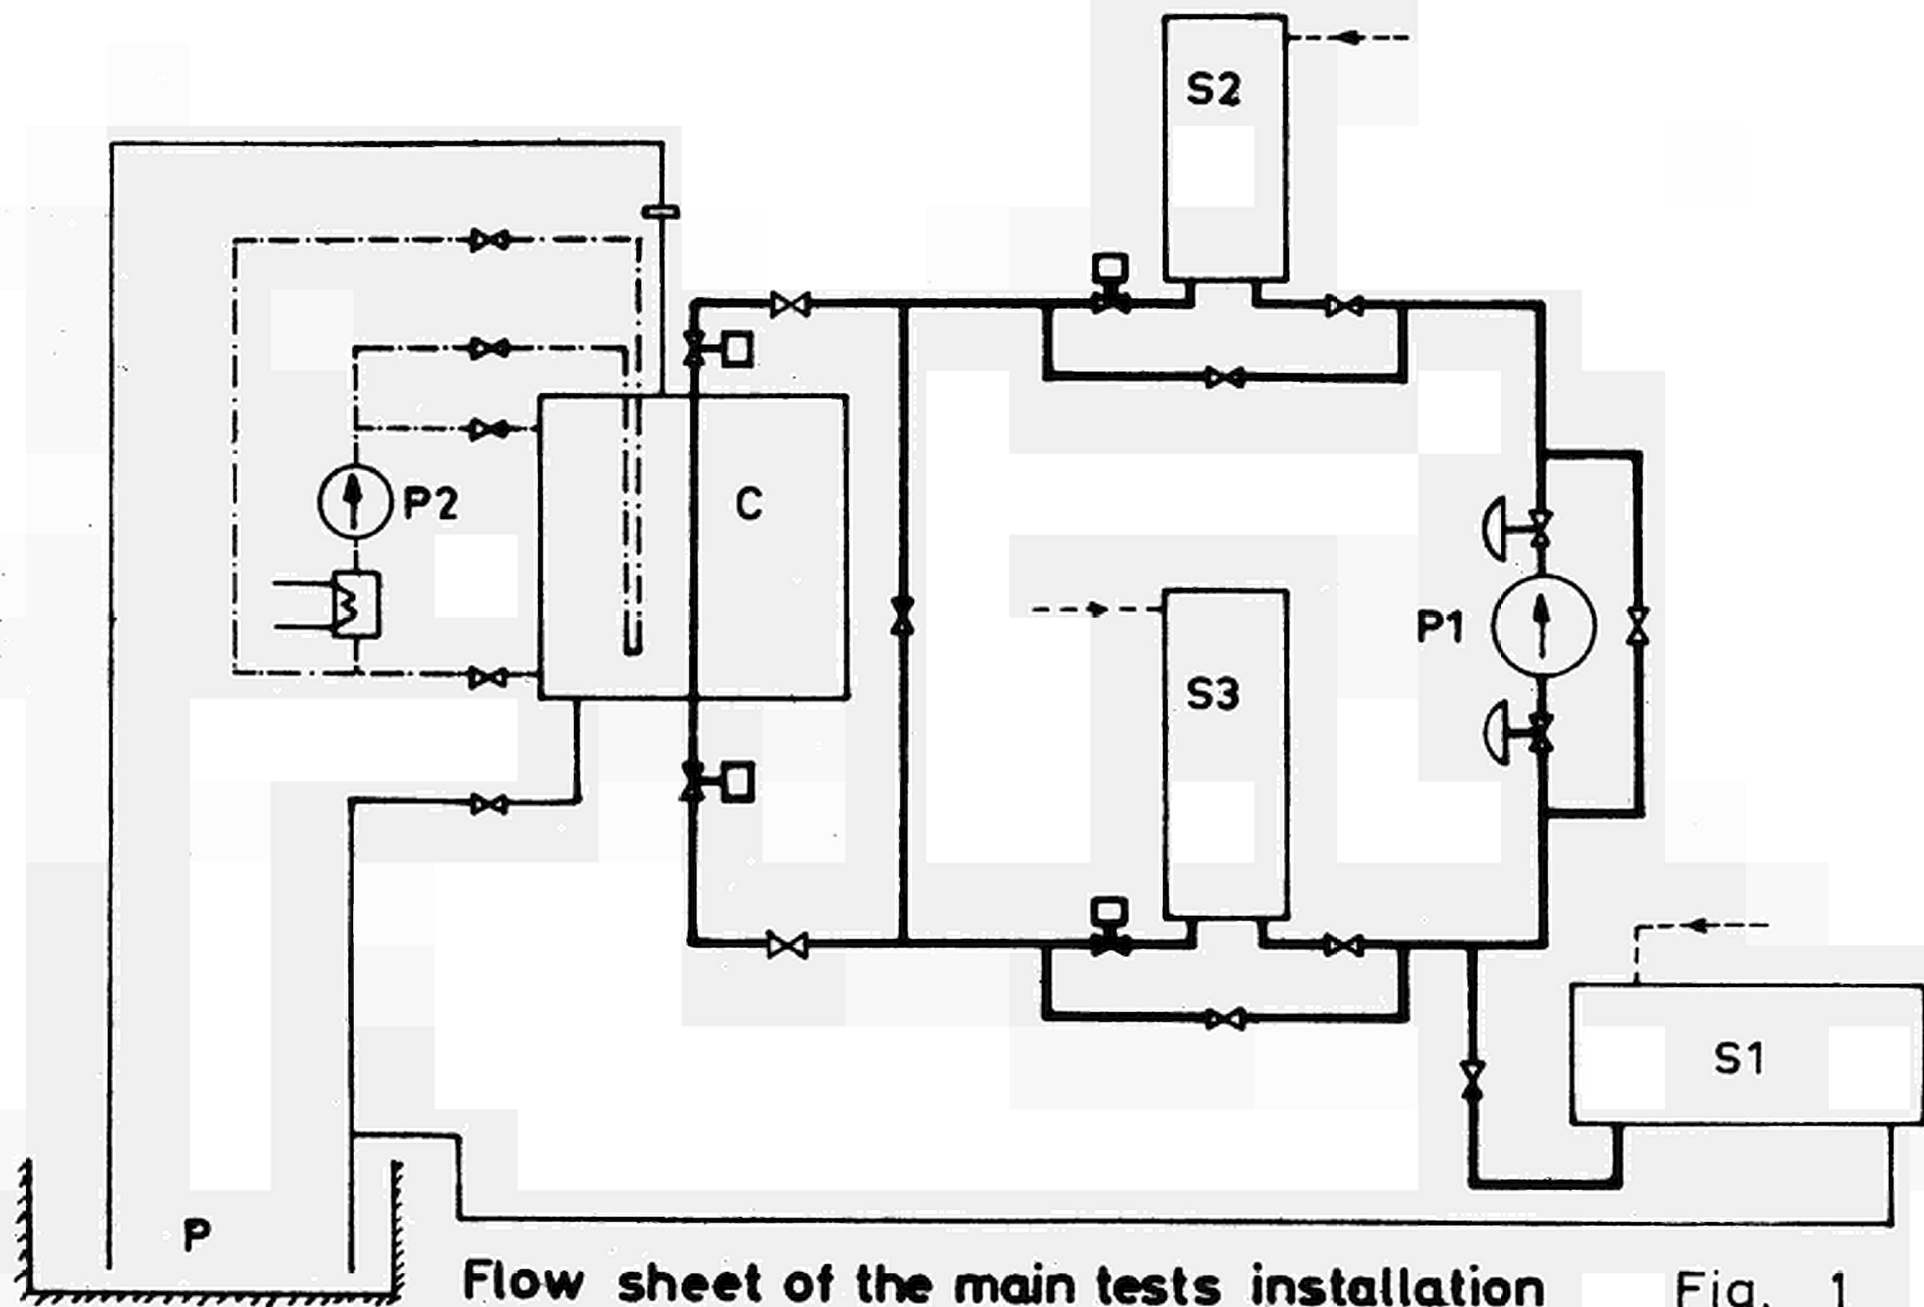 S2
P2
C
P1
S3
S1
P
Flow sheet of the main tests installation Fig. 1